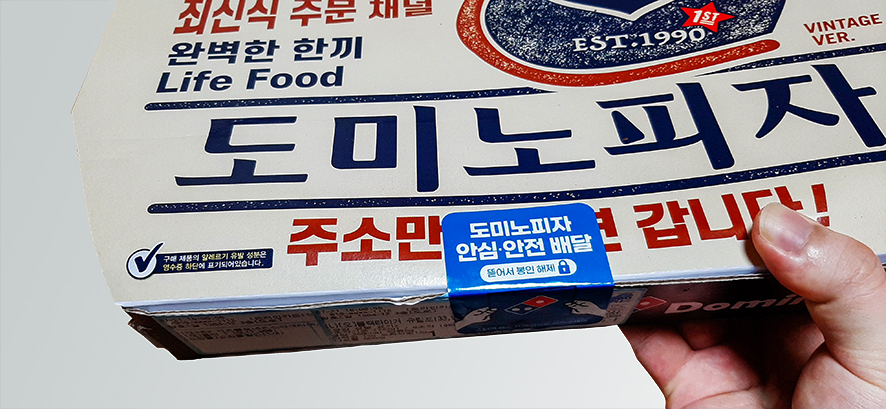 최신식 주문 채널
완벽한 한끼
Life Food
EST.1990
1ST
VINTAGE
VER.
도미노피자
주소만 면 갑니다!
도미노피자
안심·안전 배달
뜯어서 봉인 해제
구매 제품의 알레르기 유발 성분은
영수증 하단에 표기되어있습니다.
Domin